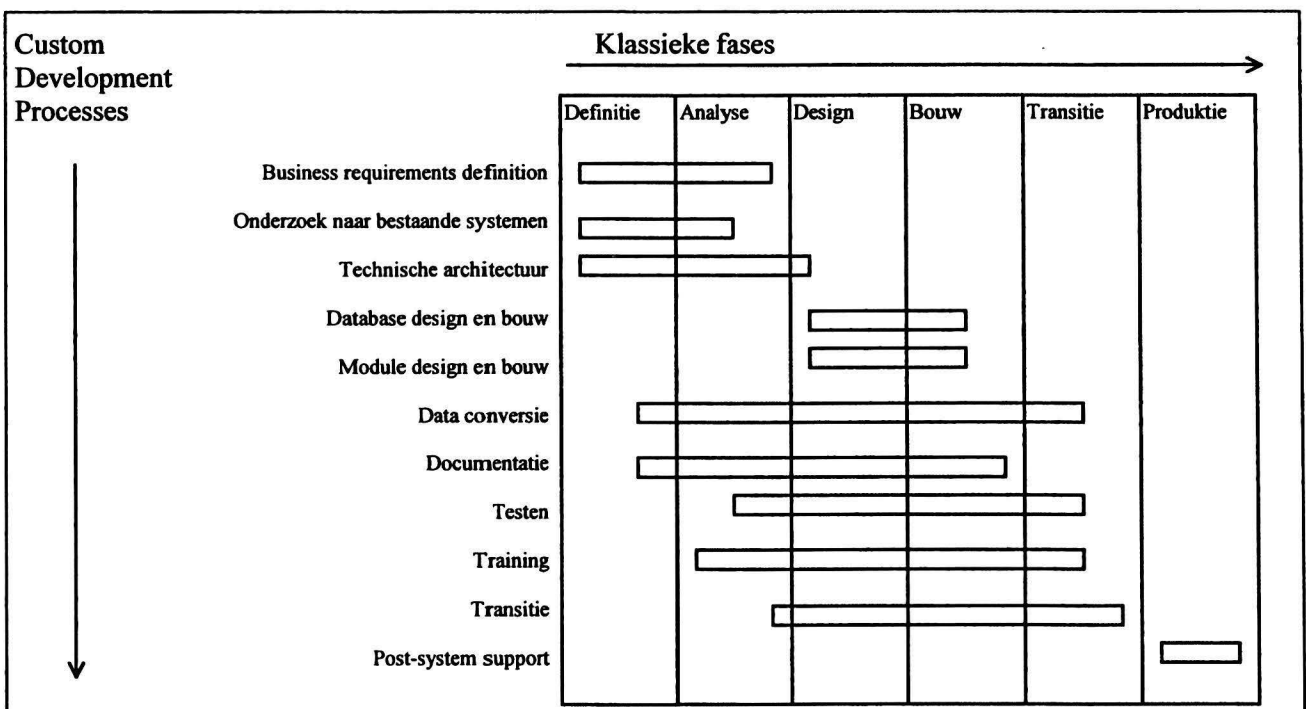 Custom
Development
Processes
Klassieke fases
Definitie
Analyse
Design
Bouw
Transitie
Produktie
Business requirements definition
Onderzoek naar bestaande systemen
Technische architectuur
Database design en bouw
Module design en bouw
Data conversie
Documentatie
Testen
Training
Transitie
Post-system support